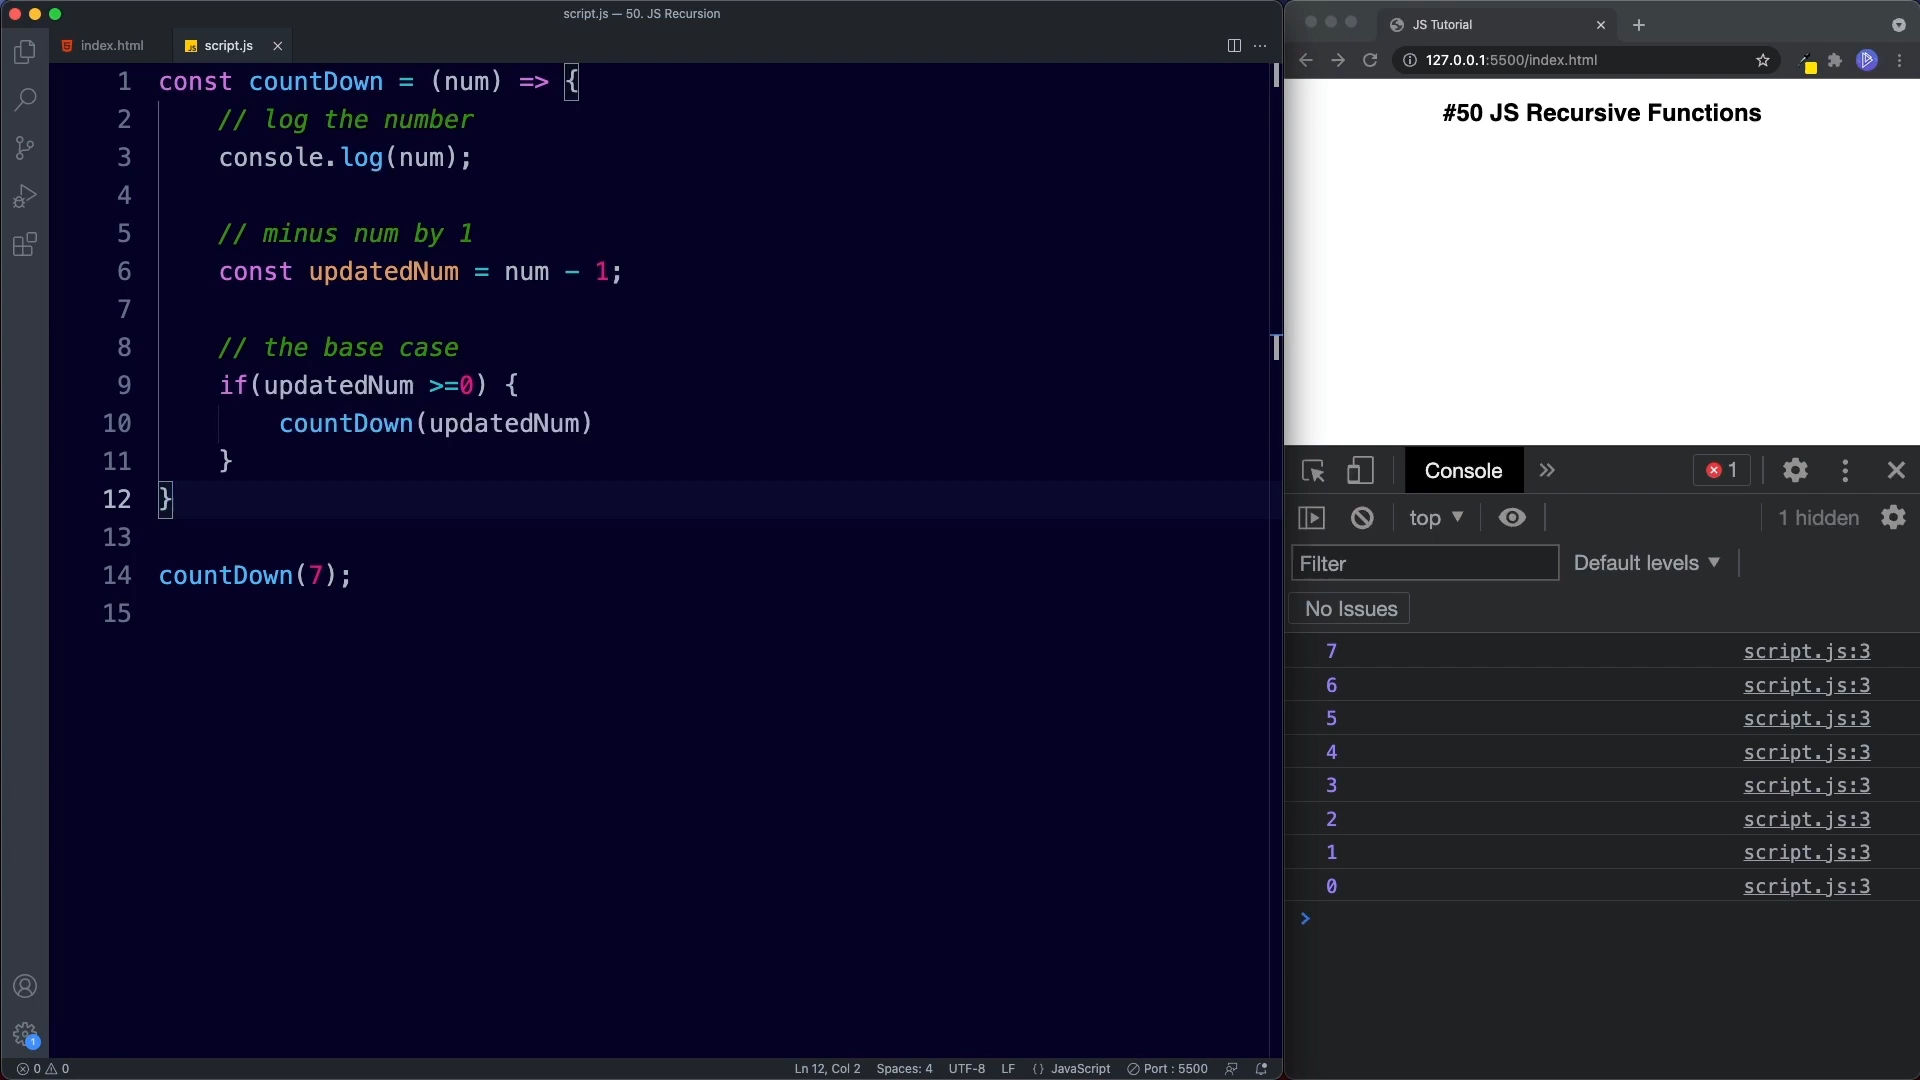 script.js — 50. JS Recursion
index.html
script.js
1 const countDown = (num) => {
2 // log the number
3 console.log(num);
4
5 // minus num by 1
6 const updatedNum = num - 1;
7
8 // the base case
9 if(updatedNum >=0) {
10 countDown(updatedNum)
11 }
12 }
13
14 countDown(7);
15
1
0 0
Ln 12, Col 2 Spaces: 4 UTF-8 LF {} JavaScript Port : 5500
JS Tutorial
127.0.0.1:5500/index.html
#50 JS Recursive Functions
Console 1
top 1 hidden
Filter Default levels
No Issues
7 script.js:3
6 script.js:3
5 script.js:3
4 script.js:3
3 script.js:3
2 script.js:3
1 script.js:3
0 script.js:3